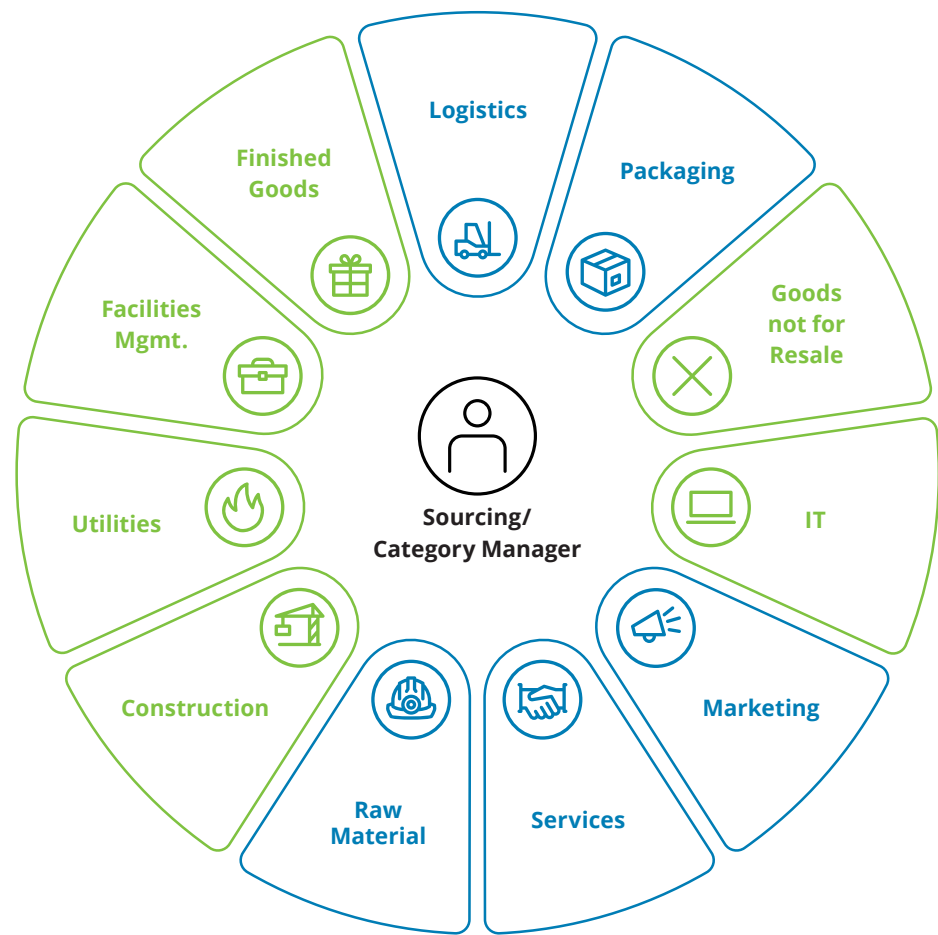 Logistics
Packaging
Goods
not for
Resale
IT
Marketing
Services
Raw
Material
Construction
Utilities
Facilities
Mgmt.
Finished
Goods
Sourcing/
Category Manager